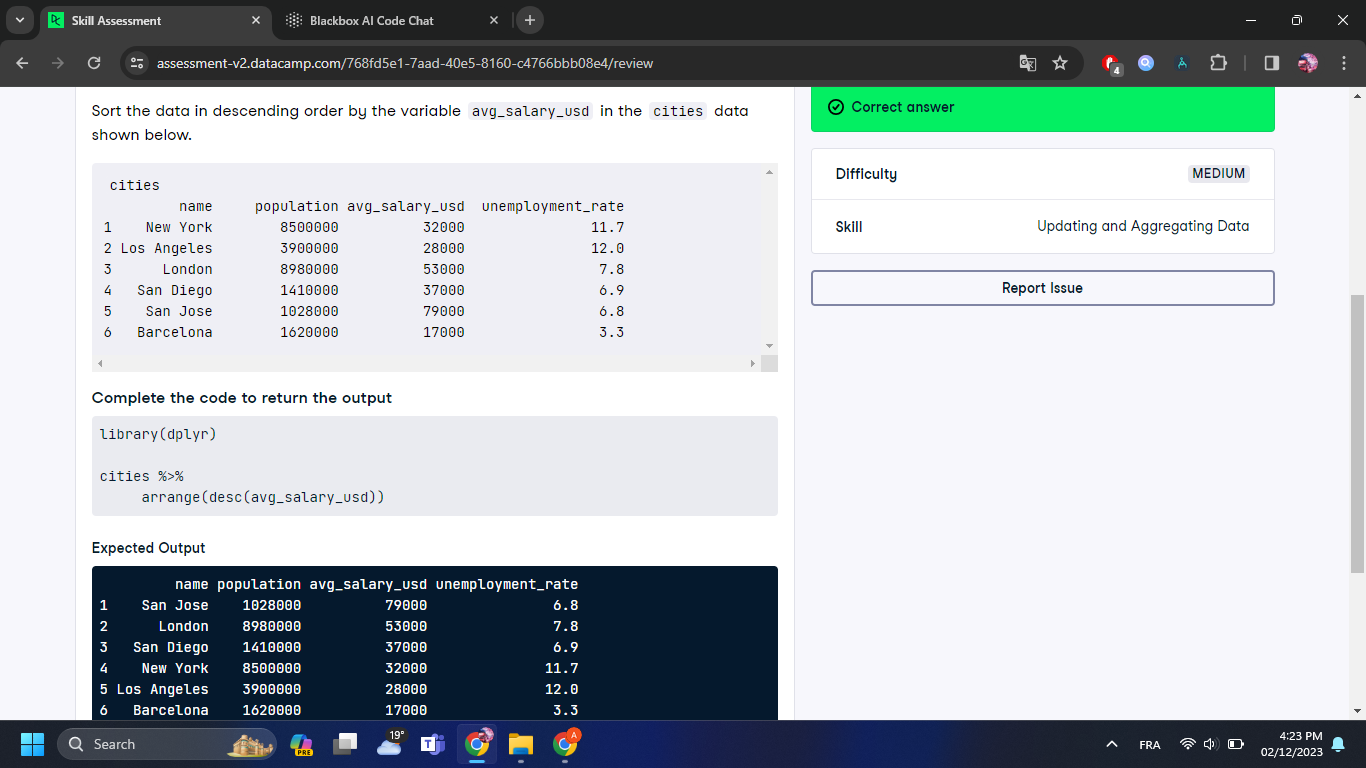 Skill Assessment
Blackbox AI Code Chat
assessment-v2.datacamp.com/768fd5e1-7aad-40e5-8160-c4766bbb08e4/review
4
Sort the data in descending order by the variable avg_salary_usd in the cities data
shown below.
cities
name population avg_salary_usd unemployment_rate
1 New York 8500000 32000 11.7
2 Los Angeles 3900000 28000 12.0
3 London 8980000 53000 7.8
4 San Diego 1410000 37000 6.9
5 San Jose 1028000 79000 6.8
6 Barcelona 1620000 17000 3.3
Complete the code to return the output
library(dplyr)
cities %>%
arrange(desc(avg_salary_usd))
Expected Output
name population avg_salary_usd unemployment_rate
1 San Jose 1028000 79000 6.8
2 London 8980000 53000 7.8
3 San Diego 1410000 37000 6.9
4 New York 8500000 32000 11.7
5 Los Angeles 3900000 28000 12.0
6 Barcelona 1620000 17000 3.3
Correct answer
Difficulty MEDIUM
Skill Updating and Aggregating Data
Report Issue
Search
PRE
19°
A
FRA
4:23 PM
02/12/2023